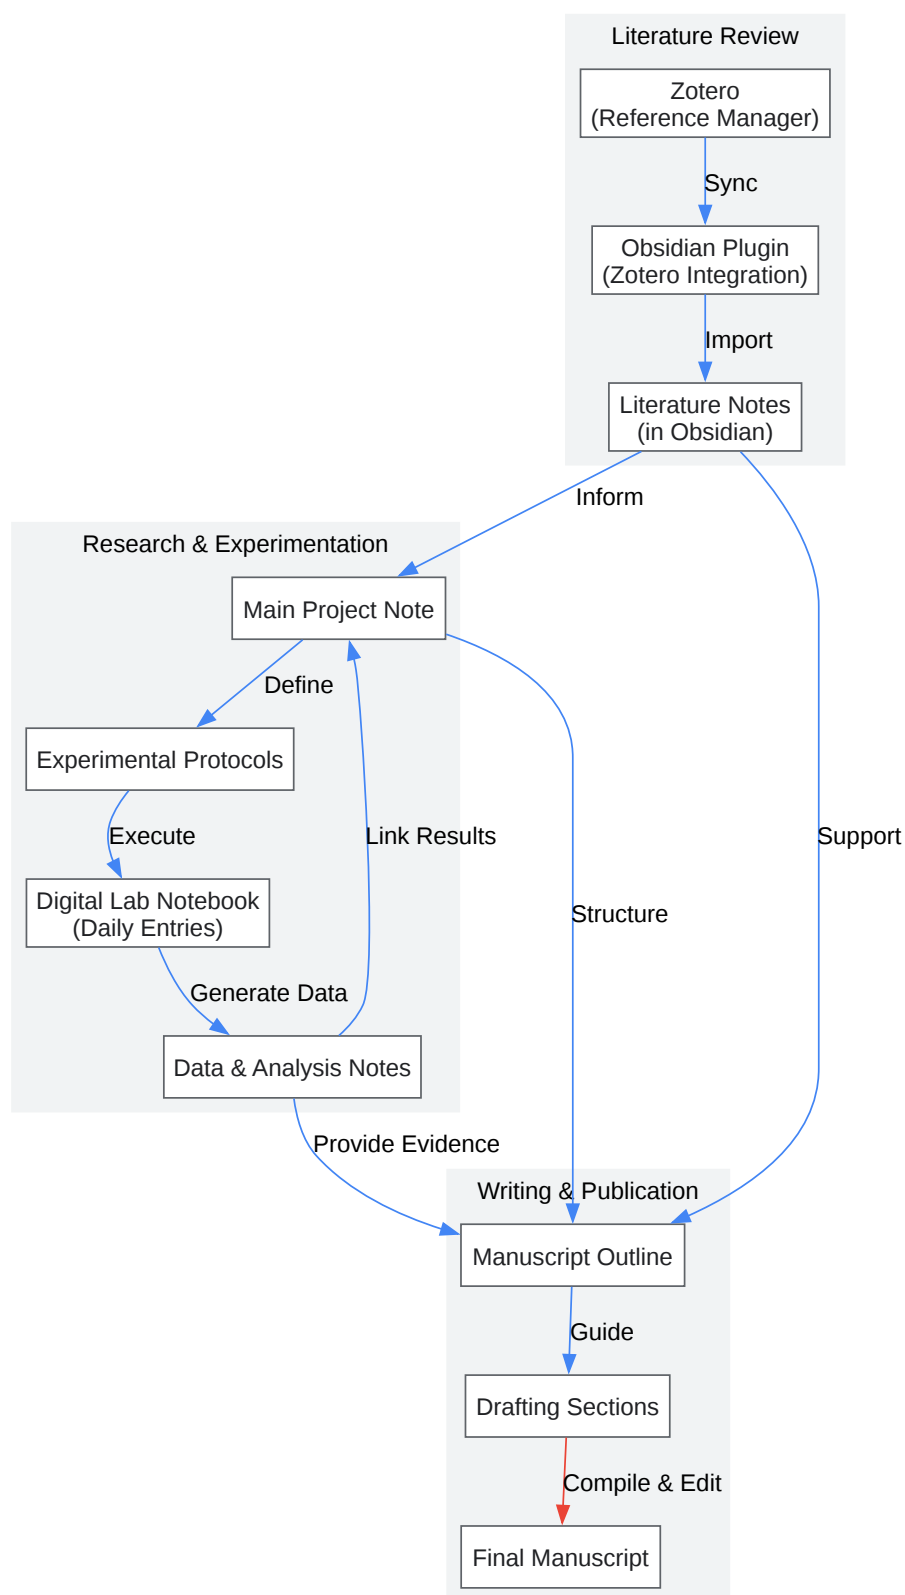 Literature Review
Zotero
(Reference Manager)
Sync
Obsidian Plugin
(Zotero Integration)
Import
Literature Notes
(in Obsidian)
Inform
Research & Experimentation
Main Project Note
Define
Experimental Protocols
Execute
Link Results
Support
Digital Lab Notebook
(Daily Entries)
Structure
Generate Data
Data & Analysis Notes
Provide Evidence
Writing & Publication
Manuscript Outline
Guide
Drafting Sections
Compile & Edit
Final Manuscript